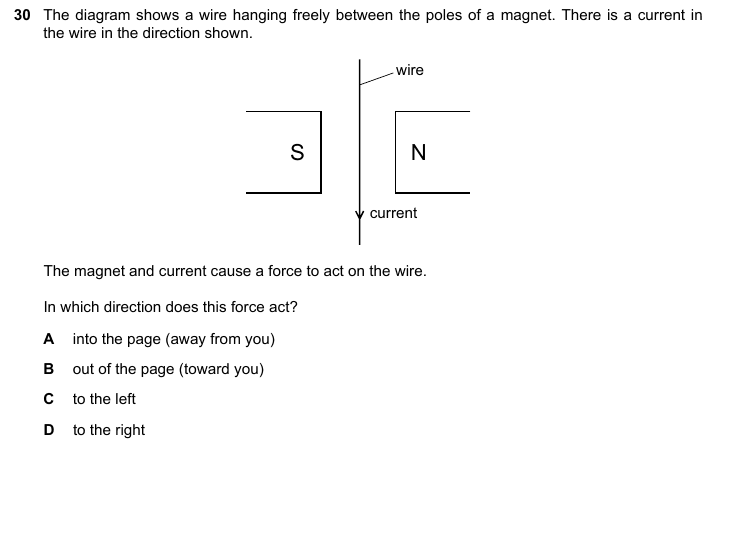 30 The diagram shows a wire hanging freely between the poles of a magnet. There is a current in
the wire in the direction shown.
wire
S N
current
The magnet and current cause a force to act on the wire.
In which direction does this force act?
A into the page (away from you)
B out of the page (toward you)
C to the left
D to the right